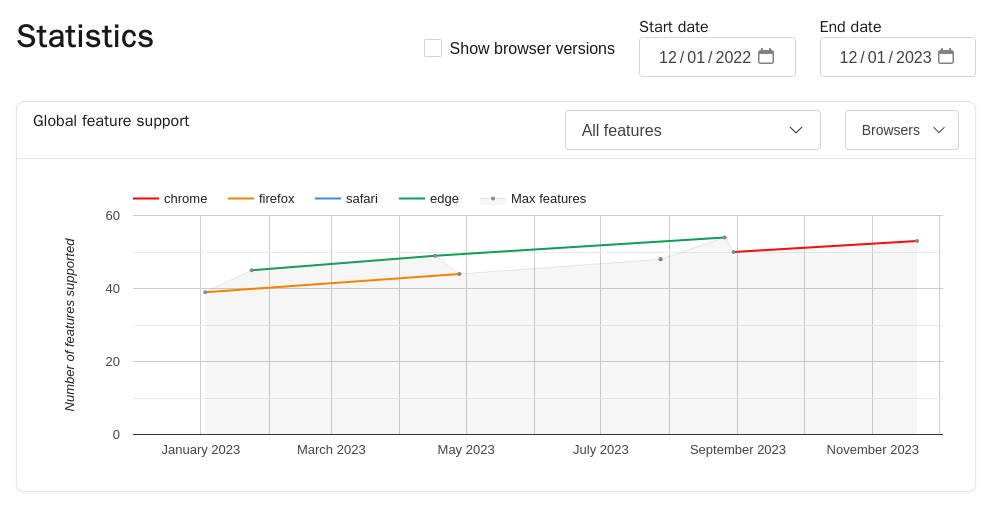 Statistics
Show browser versions
Start date
12/01/2022
End date
12/01/2023
Global feature support
All features
Browsers
chrome firefox safari edge Max features
Number of features supported
60
40
20
0
January 2023 March 2023 May 2023 July 2023 September 2023 November 2023